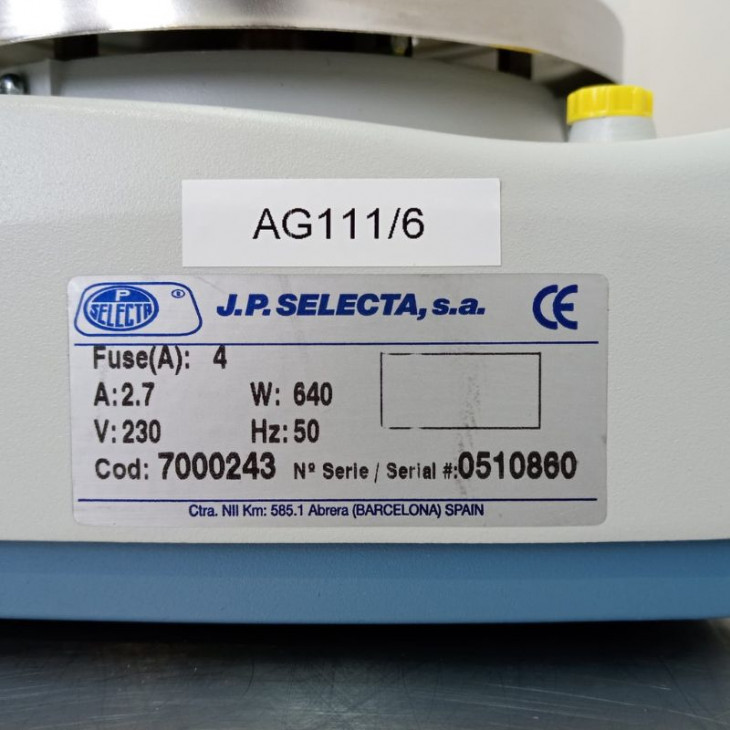 AG111/6
P
SELECTA
®
J.P. SELECTA, s.a.
CE
Fuse(A): 4
A: 2.7 W: 640
V: 230 Hz: 50
Cod: 7000243 Nº Serie / Serial #: 0510860
Ctra. NII Km: 585.1 Abrera (BARCELONA) SPAIN